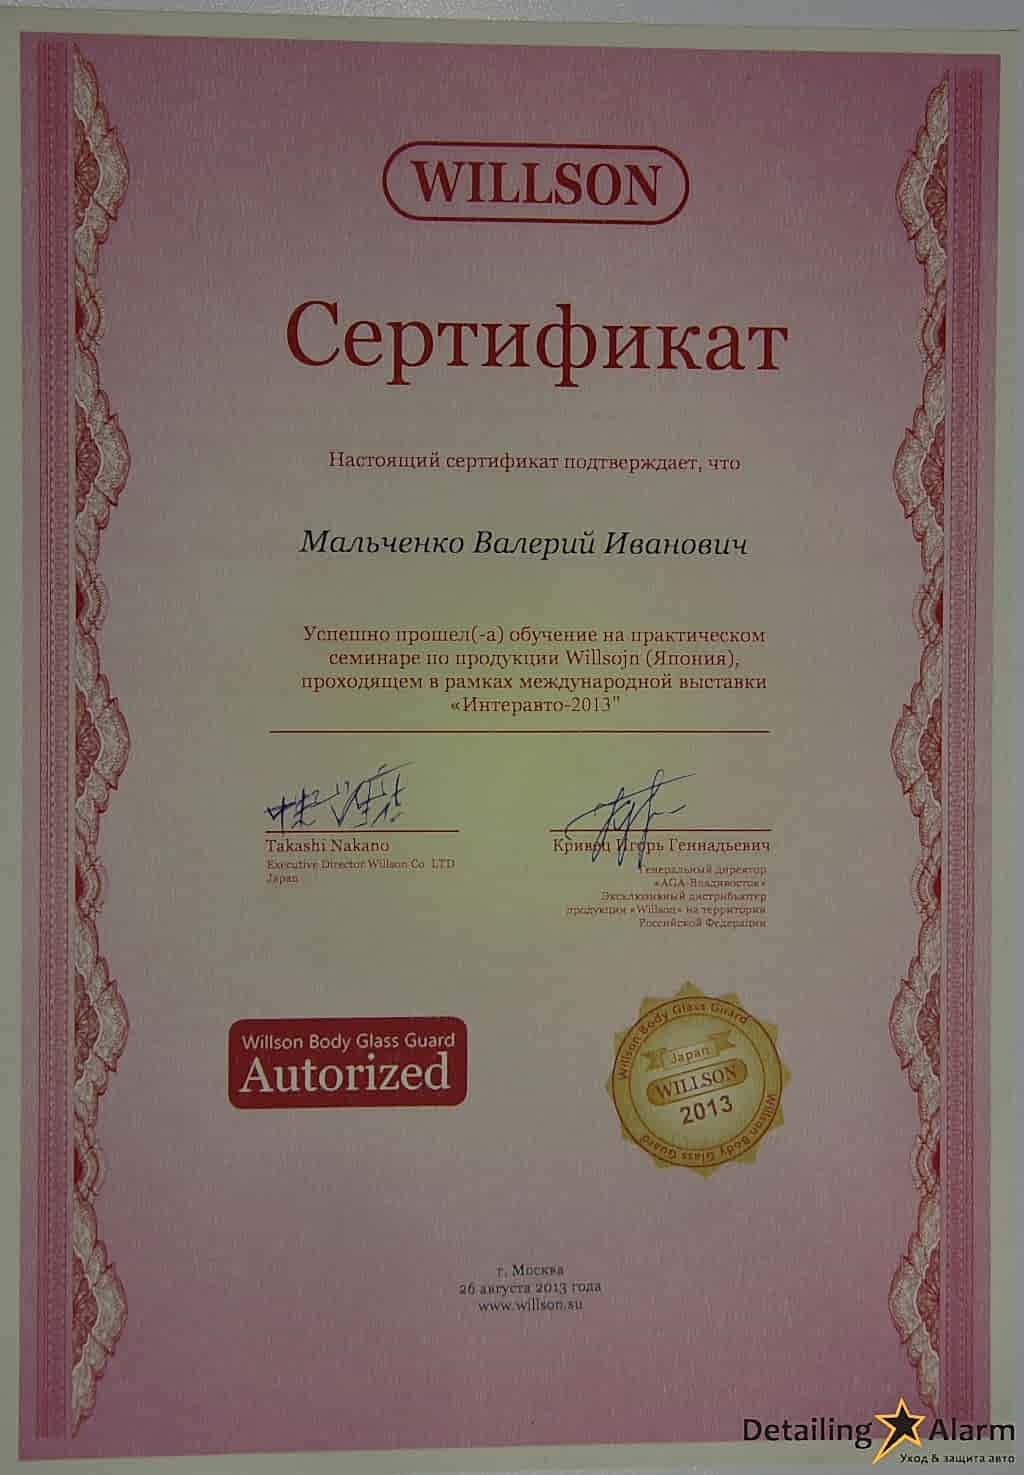 WILLSON
Сертификат
Настоящий сертификат подтверждает, что
Мальченко Валерий Иванович
Успешно прошел(-а) обучение на практическом
семинаре по продукции Willsojn (Япония),
проходящем в рамках международной выставки
«Интеравто-2013"
Takashi Nakano
Executive Director Willson Co. LTD
Japan
Кривец Игорь Геннадьевич
Генеральный директор
«AGA-Владивосток»
Эксклюзивный дистрибьютер
продукции «Willson» на территории
Российской Федерации
Willson Body Glass Guard
Autorized
Willson Body Glass Guard
Japan
WILLSON
2013
Willson Body Glass Guard
г. Москва
26 августа 2013 года
www.willson.su
Detailing Alarm
Уход & защита авто